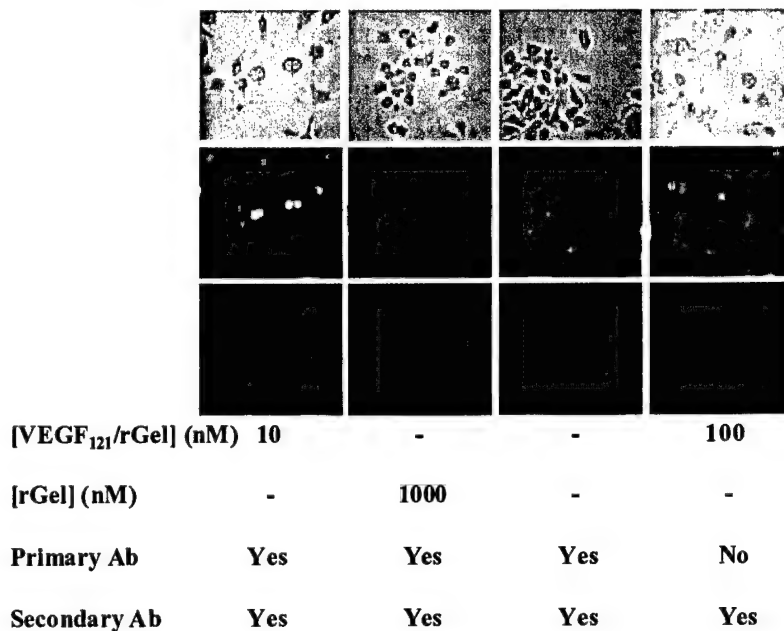 [VEGF₁₂₁/rGel] (nM) 10 - - 100
[rGel] (nM) - 1000 - -
Primary Ab Yes Yes Yes No
Secondary Ab Yes Yes Yes Yes